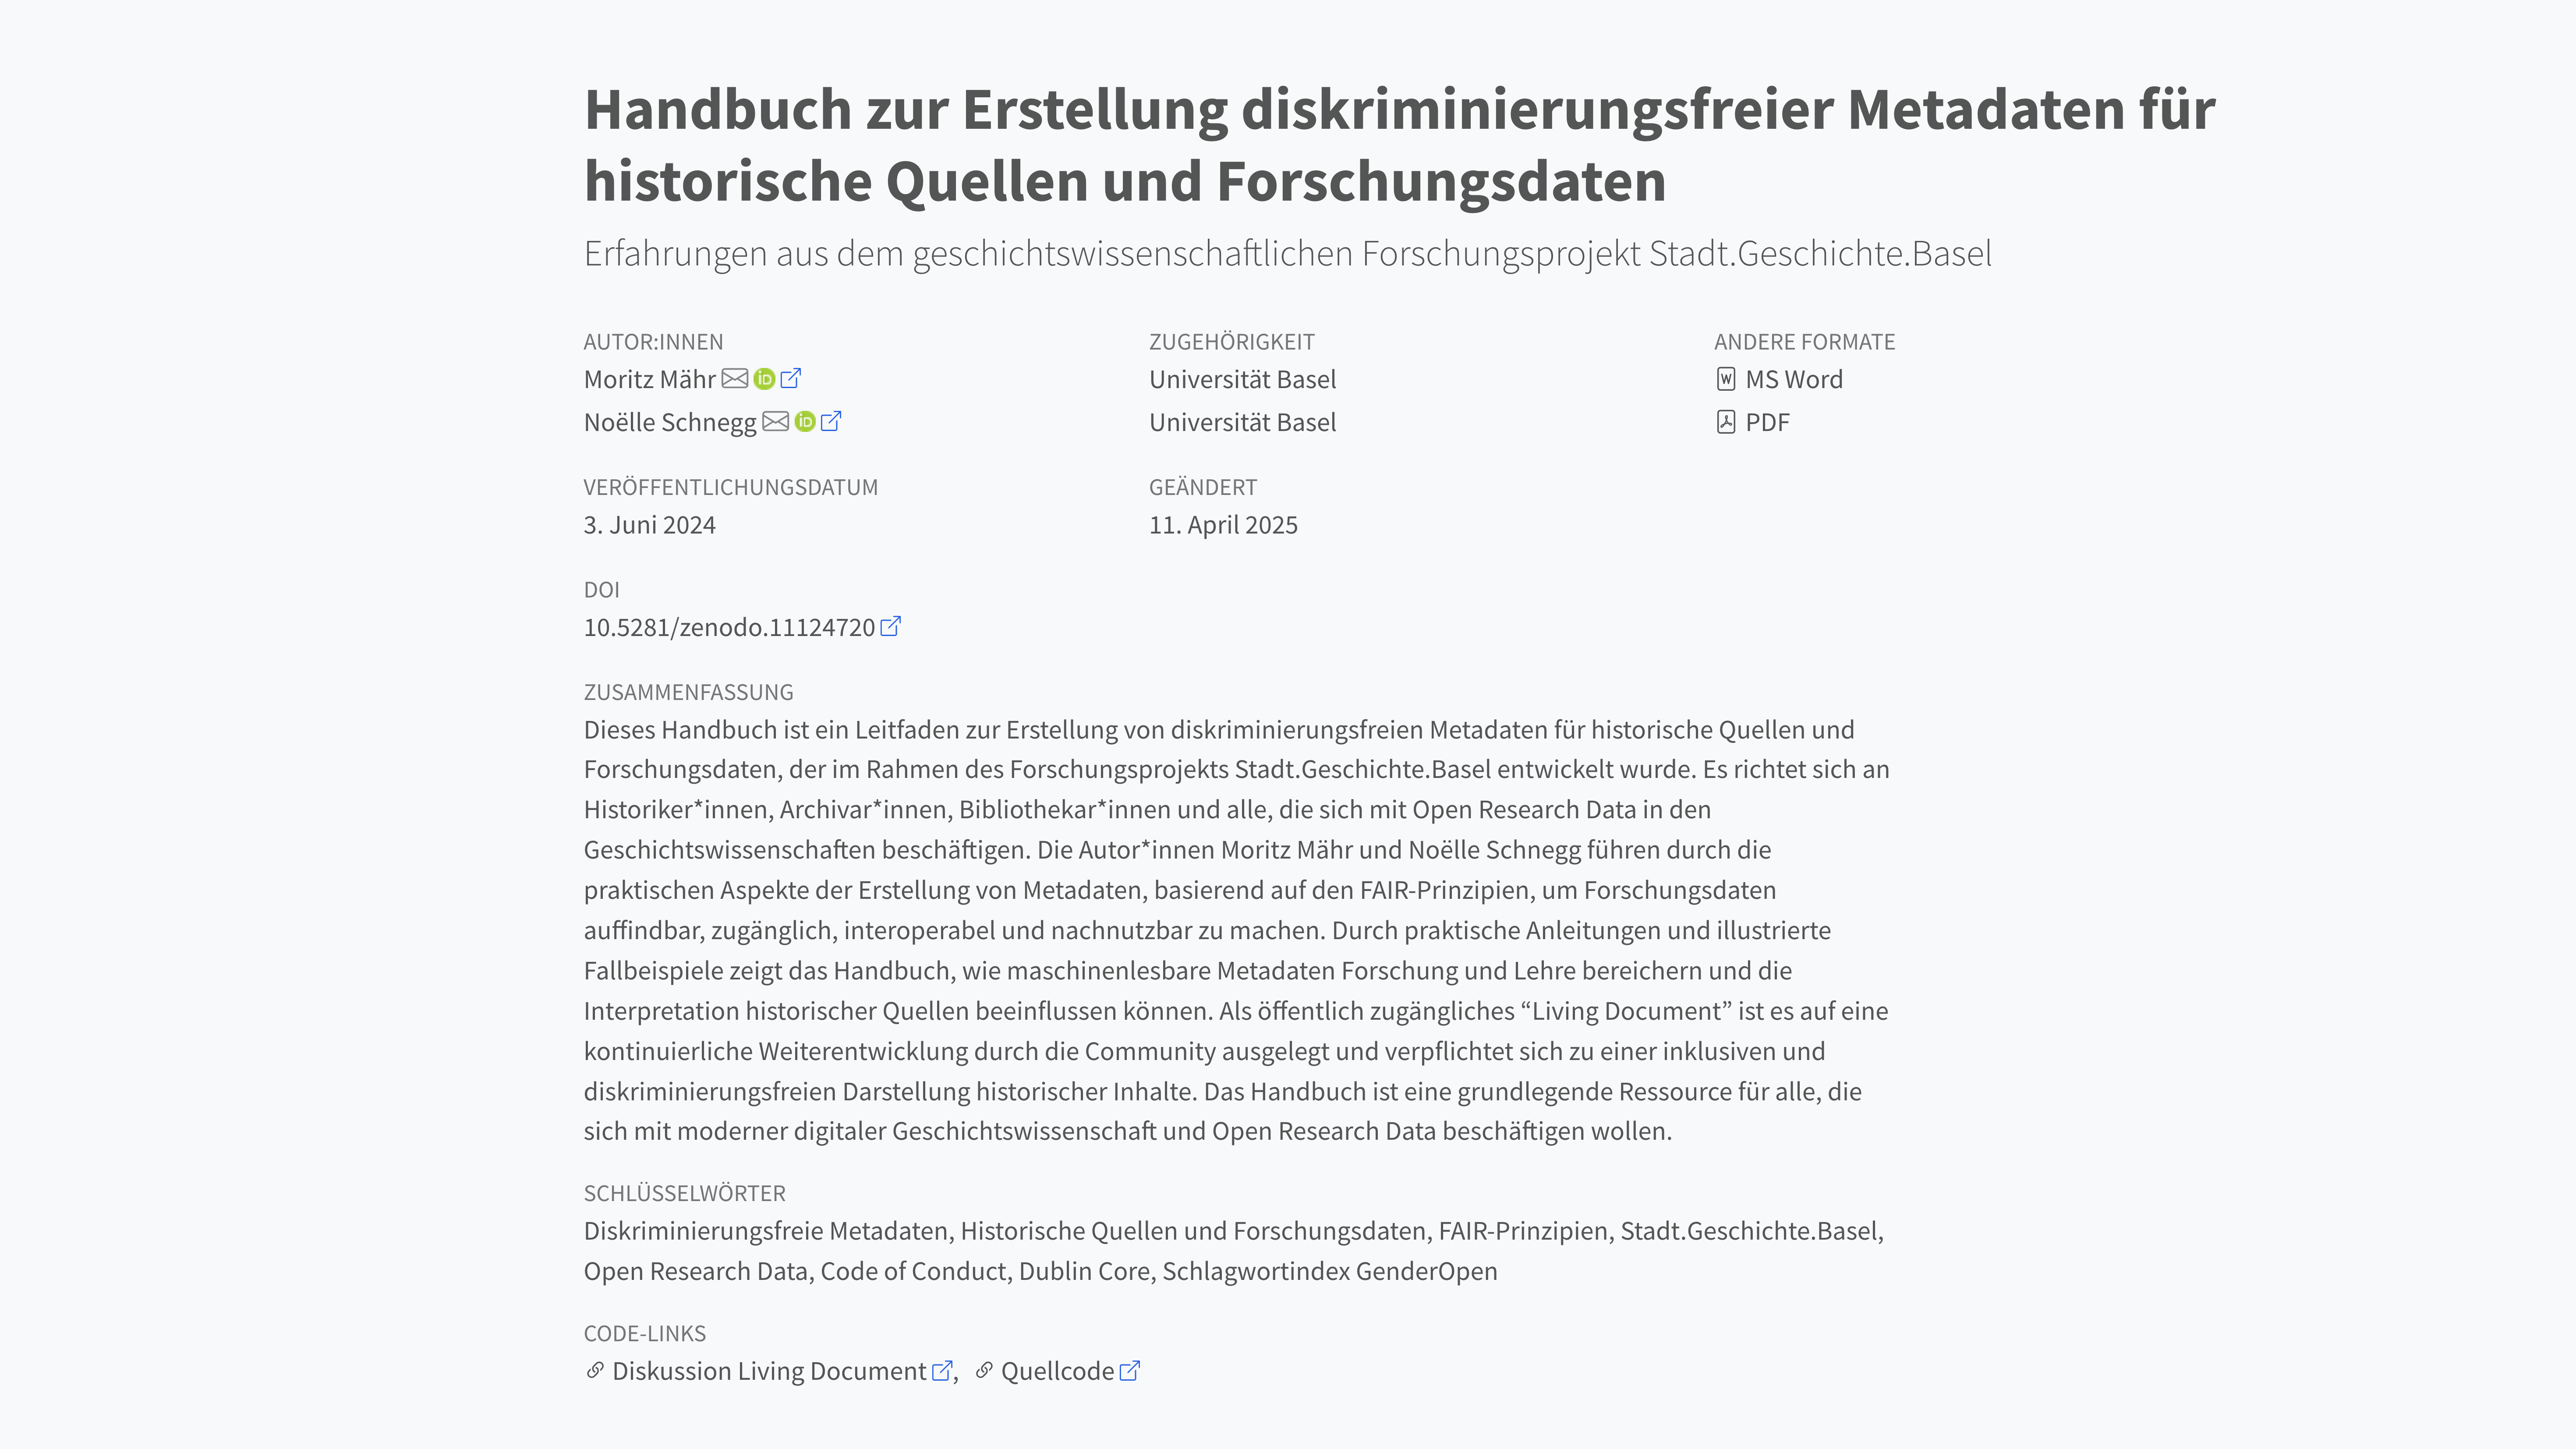 Handbuch zur Erstellung diskriminierungsfreier Metadaten für
historische Quellen und Forschungsdaten
Erfahrungen aus dem geschichtswissenschaftlichen Forschungsprojekt Stadt.Geschichte.Basel
AUTOR:INNEN
Moritz Mähr
Noëlle Schnegg
ZUGEHÖRIGKEIT
Universität Basel
Universität Basel
ANDERE FORMATE
MS Word
PDF
VERÖFFENTLICHUNGSDATUM
3. Juni 2024
GEÄNDERT
11. April 2025
DOI
10.5281/zenodo.11124720
ZUSAMMENFASSUNG
Dieses Handbuch ist ein Leitfaden zur Erstellung von diskriminierungsfreien Metadaten für historische Quellen und
Forschungsdaten, der im Rahmen des Forschungsprojekts Stadt.Geschichte.Basel entwickelt wurde. Es richtet sich an
Historiker*innen, Archivar*innen, Bibliothekar*innen und alle, die sich mit Open Research Data in den
Geschichtswissenschaften beschäftigen. Die Autor*innen Moritz Mähr und Noëlle Schnegg führen durch die
praktischen Aspekte der Erstellung von Metadaten, basierend auf den FAIR-Prinzipien, um Forschungsdaten
auffindbar, zugänglich, interoperabel und nachnutzbar zu machen. Durch praktische Anleitungen und illustrierte
Fallbeispiele zeigt das Handbuch, wie maschinenlesbare Metadaten Forschung und Lehre bereichern und die
Interpretation historischer Quellen beeinflussen können. Als öffentlich zugängliches “Living Document” ist es auf eine
kontinuierliche Weiterentwicklung durch die Community ausgelegt und verpflichtet sich zu einer inklusiven und
diskriminierungsfreien Darstellung historischer Inhalte. Das Handbuch ist eine grundlegende Ressource für alle, die
sich mit moderner digitaler Geschichtswissenschaft und Open Research Data beschäftigen wollen.
SCHLÜSSELWÖRTER
Diskriminierungsfreie Metadaten, Historische Quellen und Forschungsdaten, FAIR-Prinzipien, Stadt.Geschichte.Basel,
Open Research Data, Code of Conduct, Dublin Core, Schlagwortindex GenderOpen
CODE-LINKS
Diskussion Living Document, Quellcode